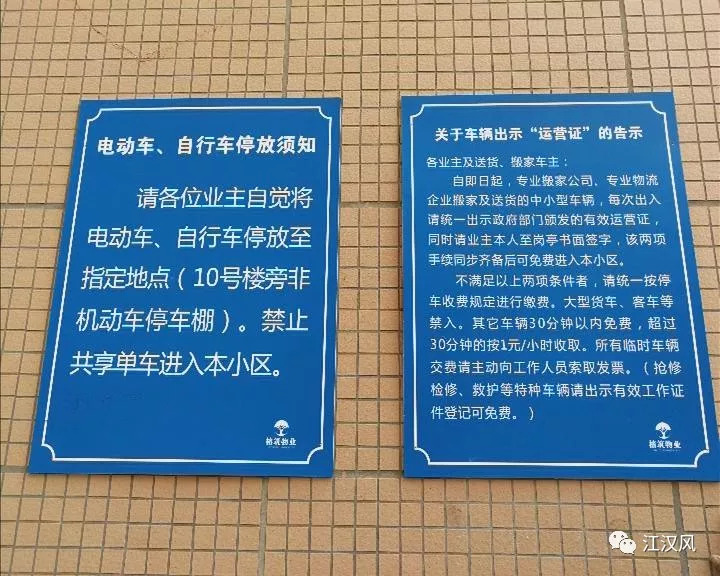 电动车、自行车停放须知
请各位业主自觉将
电动车、自行车停放至
指定地点（10号楼旁非
机动车停车棚）。禁止
共享单车进入本小区。
植筑物业
关于车辆出示“运营证”的告示
各业主及送货、搬家车主：
自即日起，专业搬家公司、专业物流
企业搬家及送货的中小型车辆，每次出入
请统一出示政府部门颁发的有效运营证，
同时请业主本人至岗亭书面签字，该两项
手续同步齐备后可免费进入本小区。
不满足以上两项条件者，请统一按停
车收费规定进行缴费。大型货车、客车等
禁入。其它车辆30分钟以内免费，超过
30分钟的按1元/小时收取。所有临时车辆
交费请主动向工作人员索取发票。（抢修
检修、救护等特种车辆请出示有效工作证
件登记可免费。）
植筑物业
江汉风